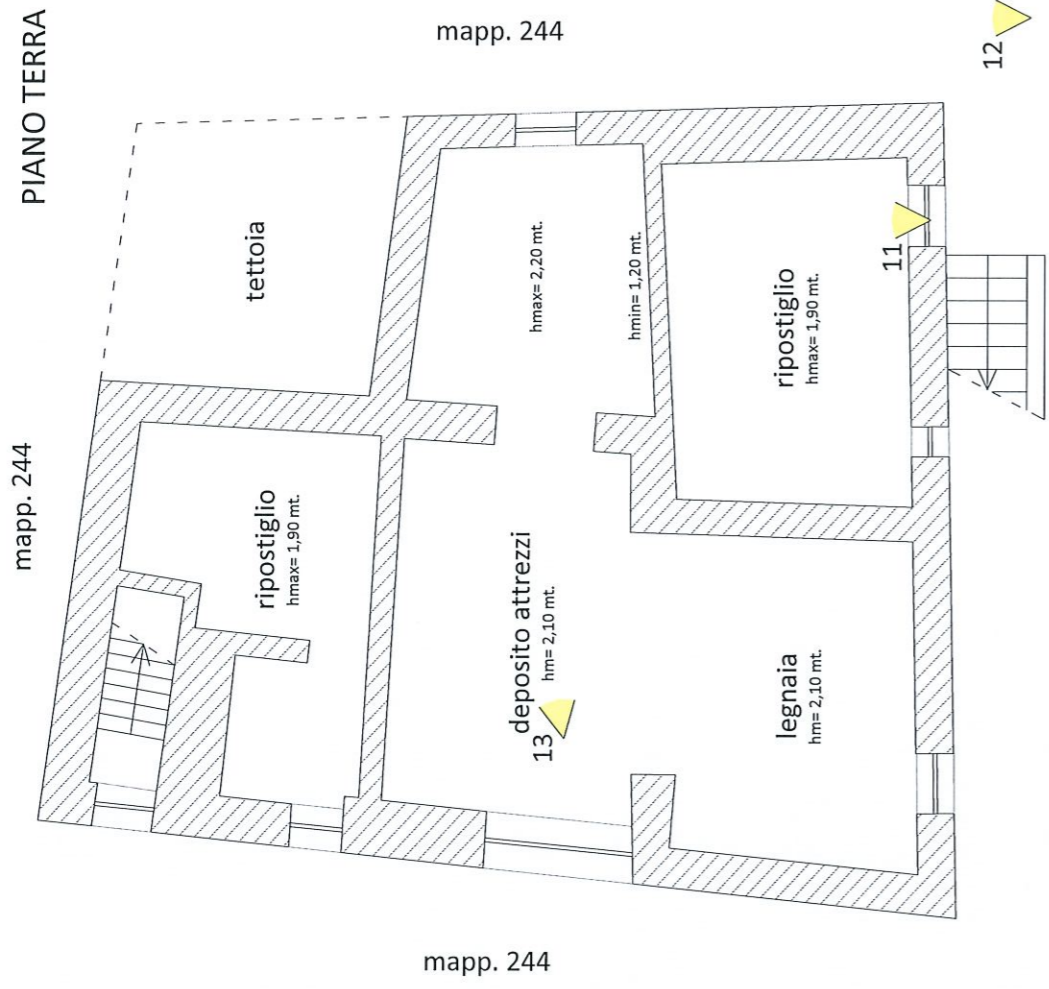 PIANO TERRA
mapp. 244
mapp. 244
mapp. 244
12
tettoia
hmax= 2,20 mt.
hmin= 1,20 mt.
ripostiglio
hmax= 1,90 mt.
11
ripostiglio
hmax= 1,90 mt.
deposito attrezzi
hm= 2,10 mt.
13
legnaia
hm= 2,10 mt.